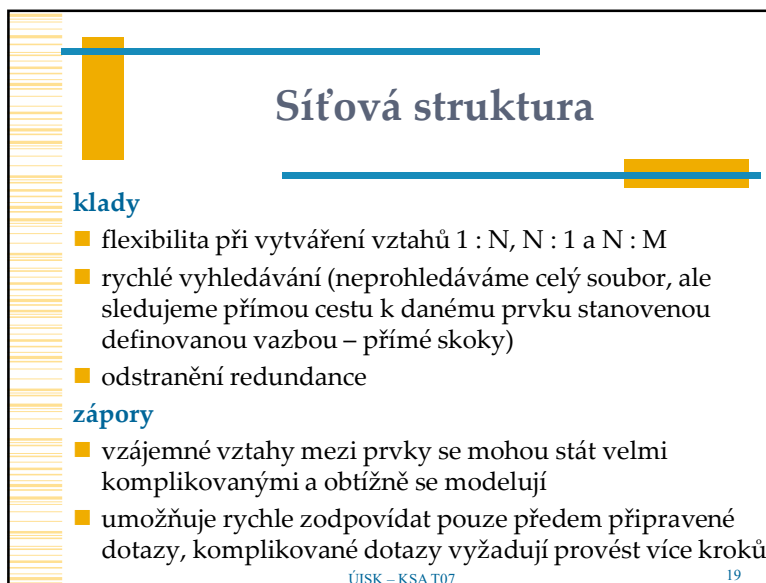 Síťová struktura
klady
flexibilita při vytváření vztahů 1 : N, N : 1 a N : M
rychlé vyhledávání (neprohledáváme celý soubor, ale
sledujeme přímou cestu k danému prvku stanovenou
definovanou vazbou – přímé skoky)
odstranění redundance
zápory
vzájemné vztahy mezi prvky se mohou stát velmi
komplikovanými a obtížně se modelují
umožňuje rychle zodpovídat pouze předem připravené
dotazy, komplikované dotazy vyžadují provést více kroků
ÚISK – KSA T07
19